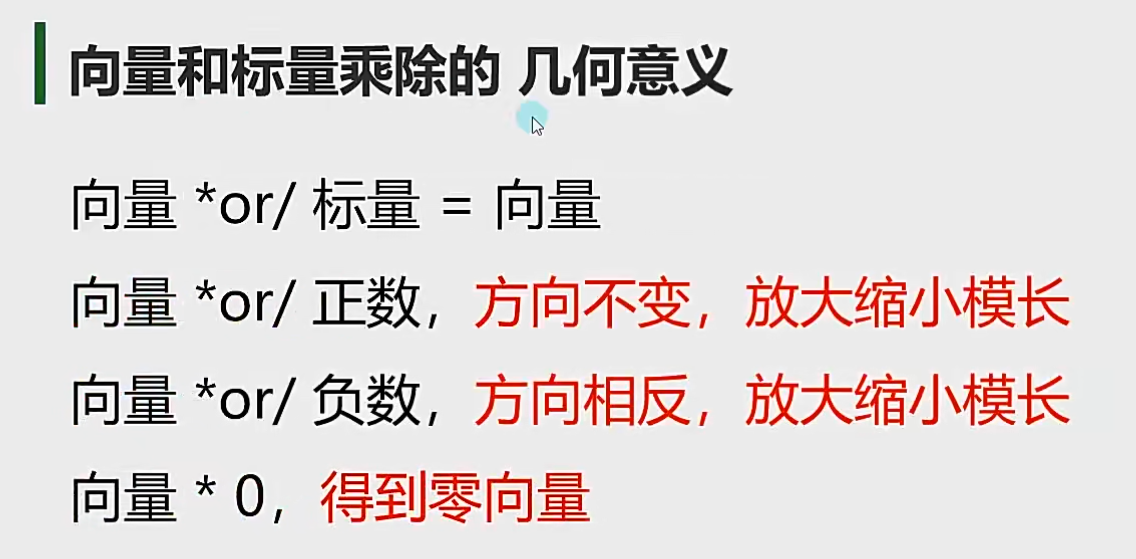 向量和标量乘除的 几何意义
向量 *or/ 标量 = 向量
向量 *or/ 正数，方向不变，放大缩小模长
向量 *or/ 负数，方向相反，放大缩小模长
向量 * 0，得到零向量